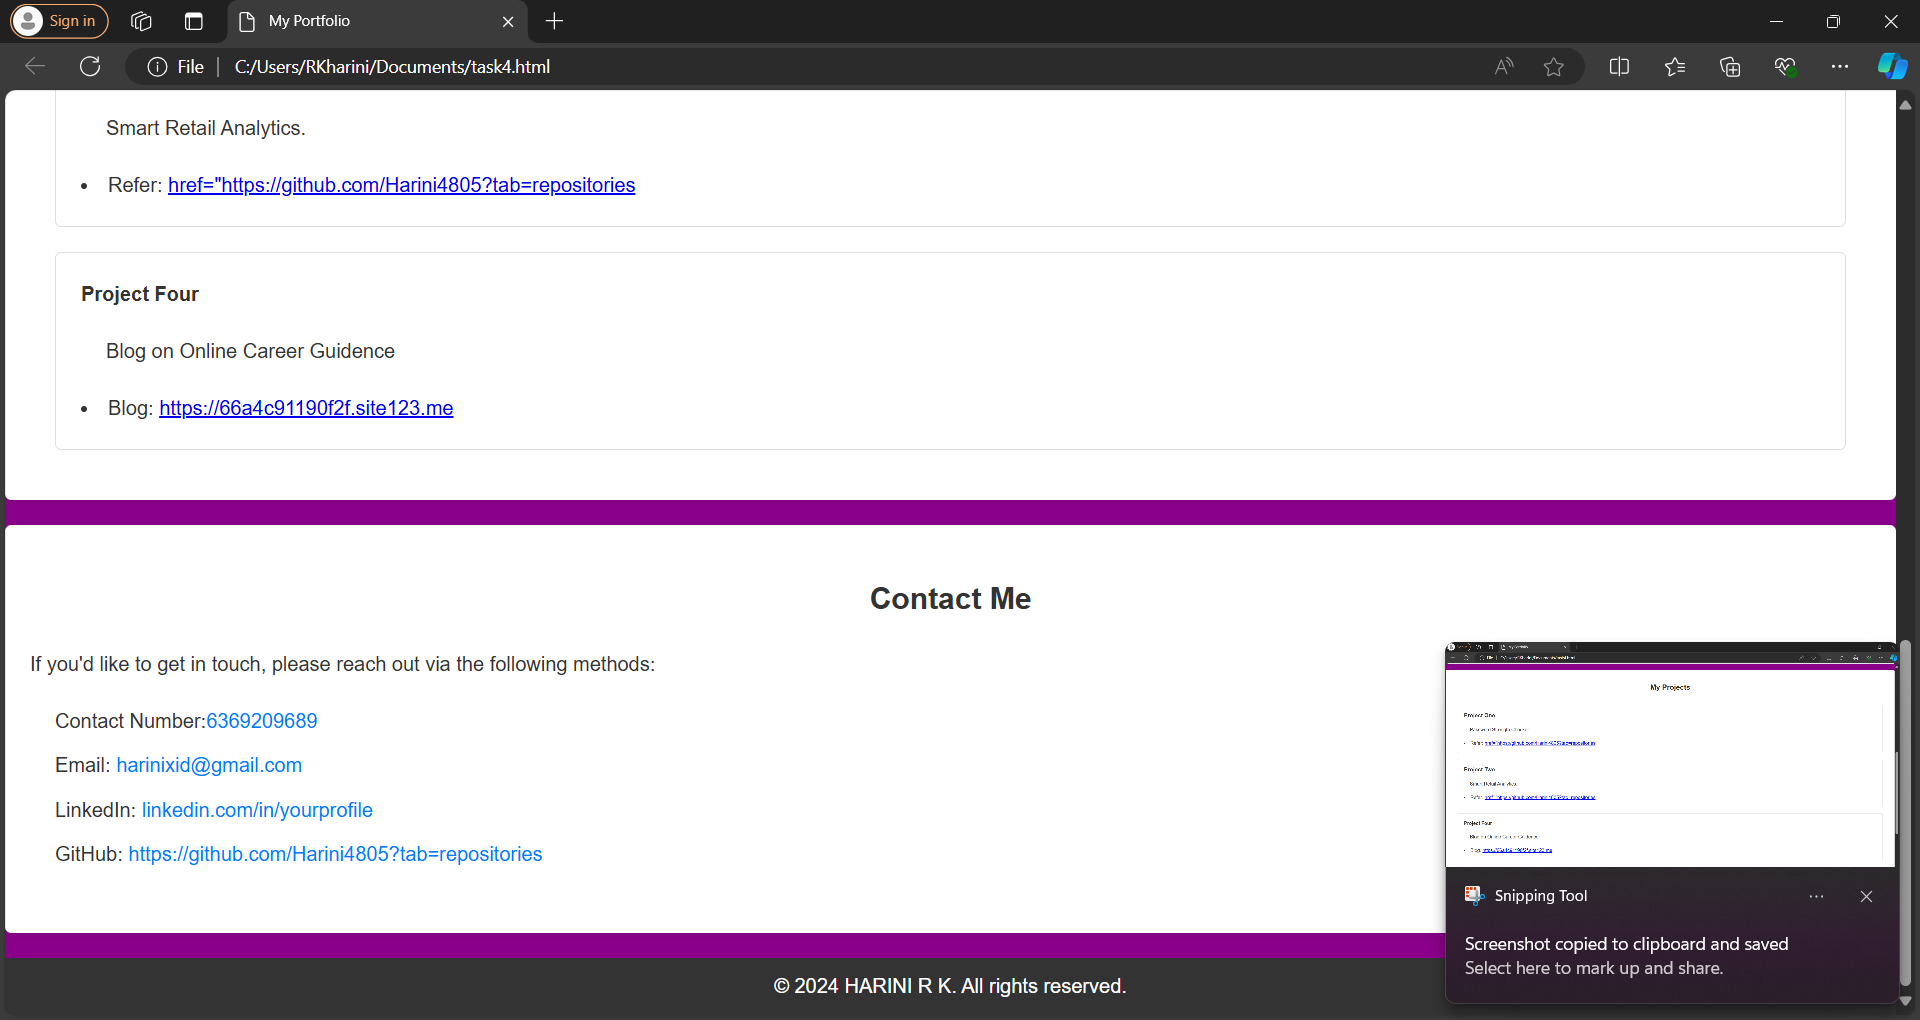 Sign in
My Portfolio
File
C:/Users/RKharini/Documents/task4.html
Smart Retail Analytics.
• Refer: href="https://github.com/Harini4805?tab=repositories
Project Four
Blog on Online Career Guidence
• Blog: https://66a4c91190f2f.site123.me
Contact Me
If you'd like to get in touch, please reach out via the following methods:
Contact Number:6369209689
Email: harinixid@gmail.com
LinkedIn: linkedin.com/in/yourprofile
GitHub: https://github.com/Harini4805?tab=repositories
© 2024 HARINI R K. All rights reserved.
My Projects
Project One
Project Two
Smart Retail Analytics.
Project Four
Snipping Tool
Screenshot copied to clipboard and saved
Select here to mark up and share.